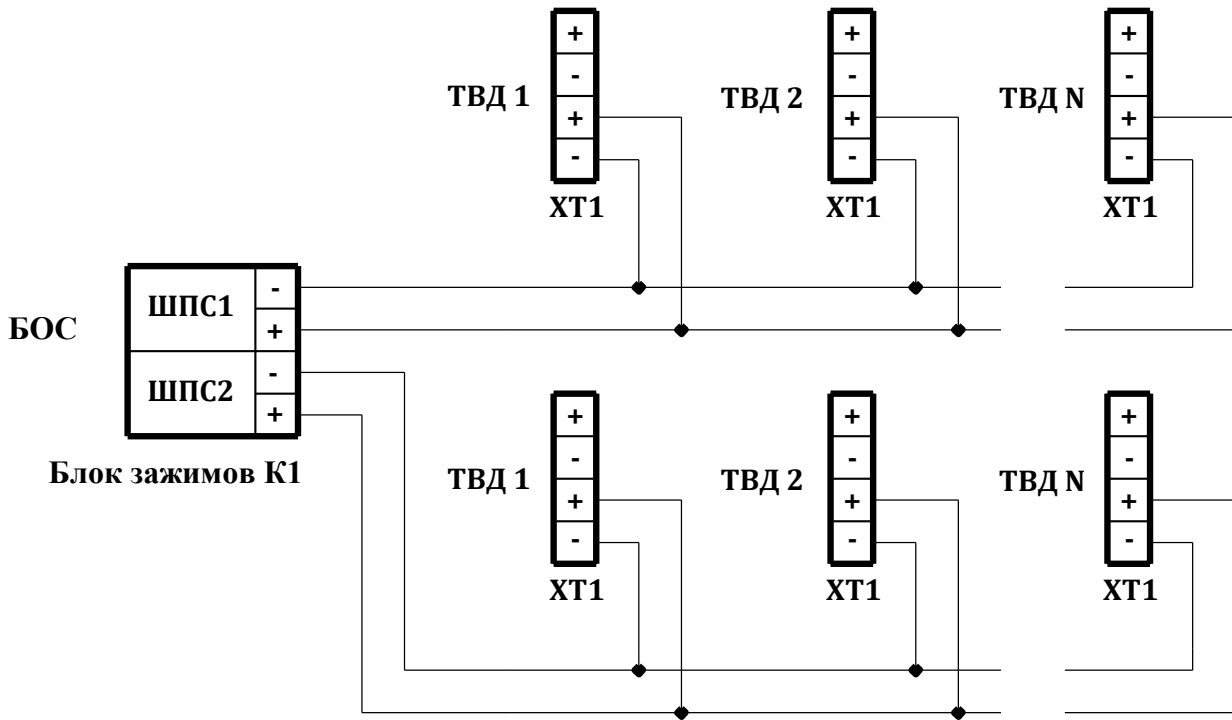 + + +
- - -
ТВД 1 + ТВД 2 + ТВД N +
- - -
XT1 XT1 XT1
БОС
ШПС1 -
+
ШПС2 -
+
Блок зажимов К1
+ + +
- - -
ТВД 1 + ТВД 2 + ТВД N +
- - -
XT1 XT1 XT1